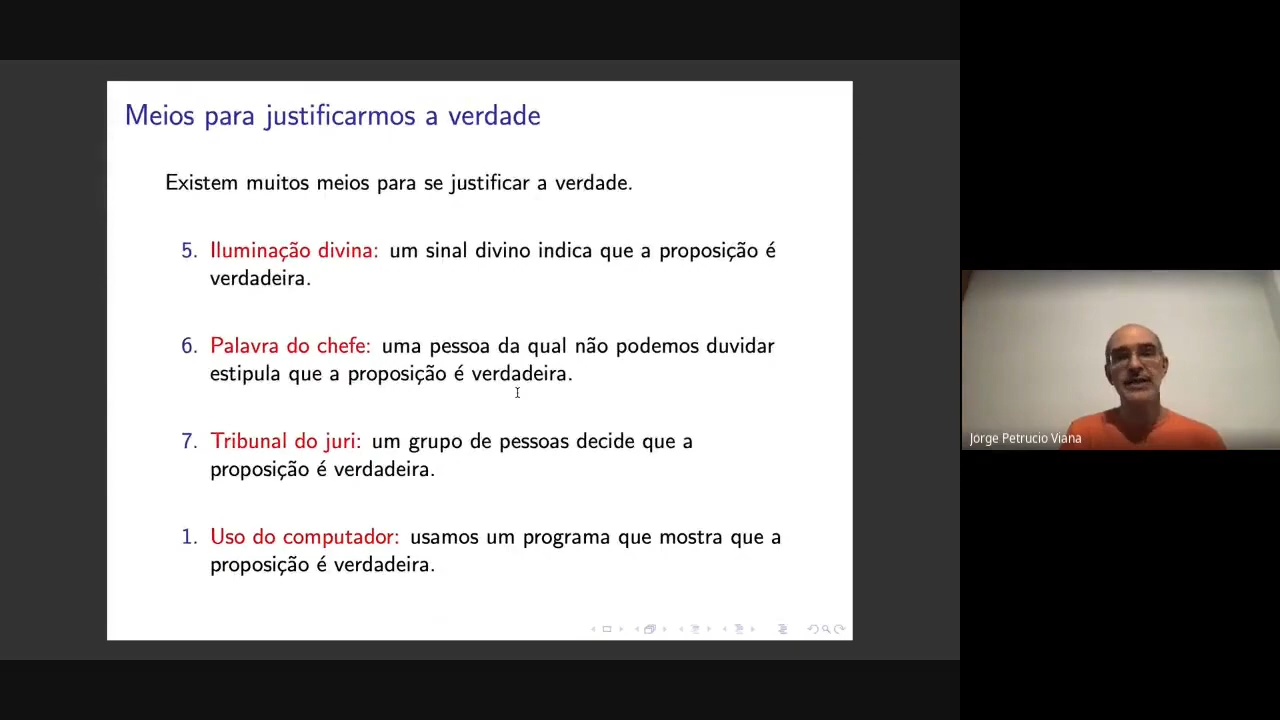 Meios para justificarmos a verdade
Existem muitos meios para se justificar a verdade.
5. Iluminação divina: um sinal divino indica que a proposição é
verdadeira.
6. Palavra do chefe: uma pessoa da qual não podemos duvidar
estipula que a proposição é verdadeira.
7. Tribunal do juri: um grupo de pessoas decide que a
proposição é verdadeira.
1. Uso do computador: usamos um programa que mostra que a
proposição é verdadeira.
Jorge Petrucio Viana